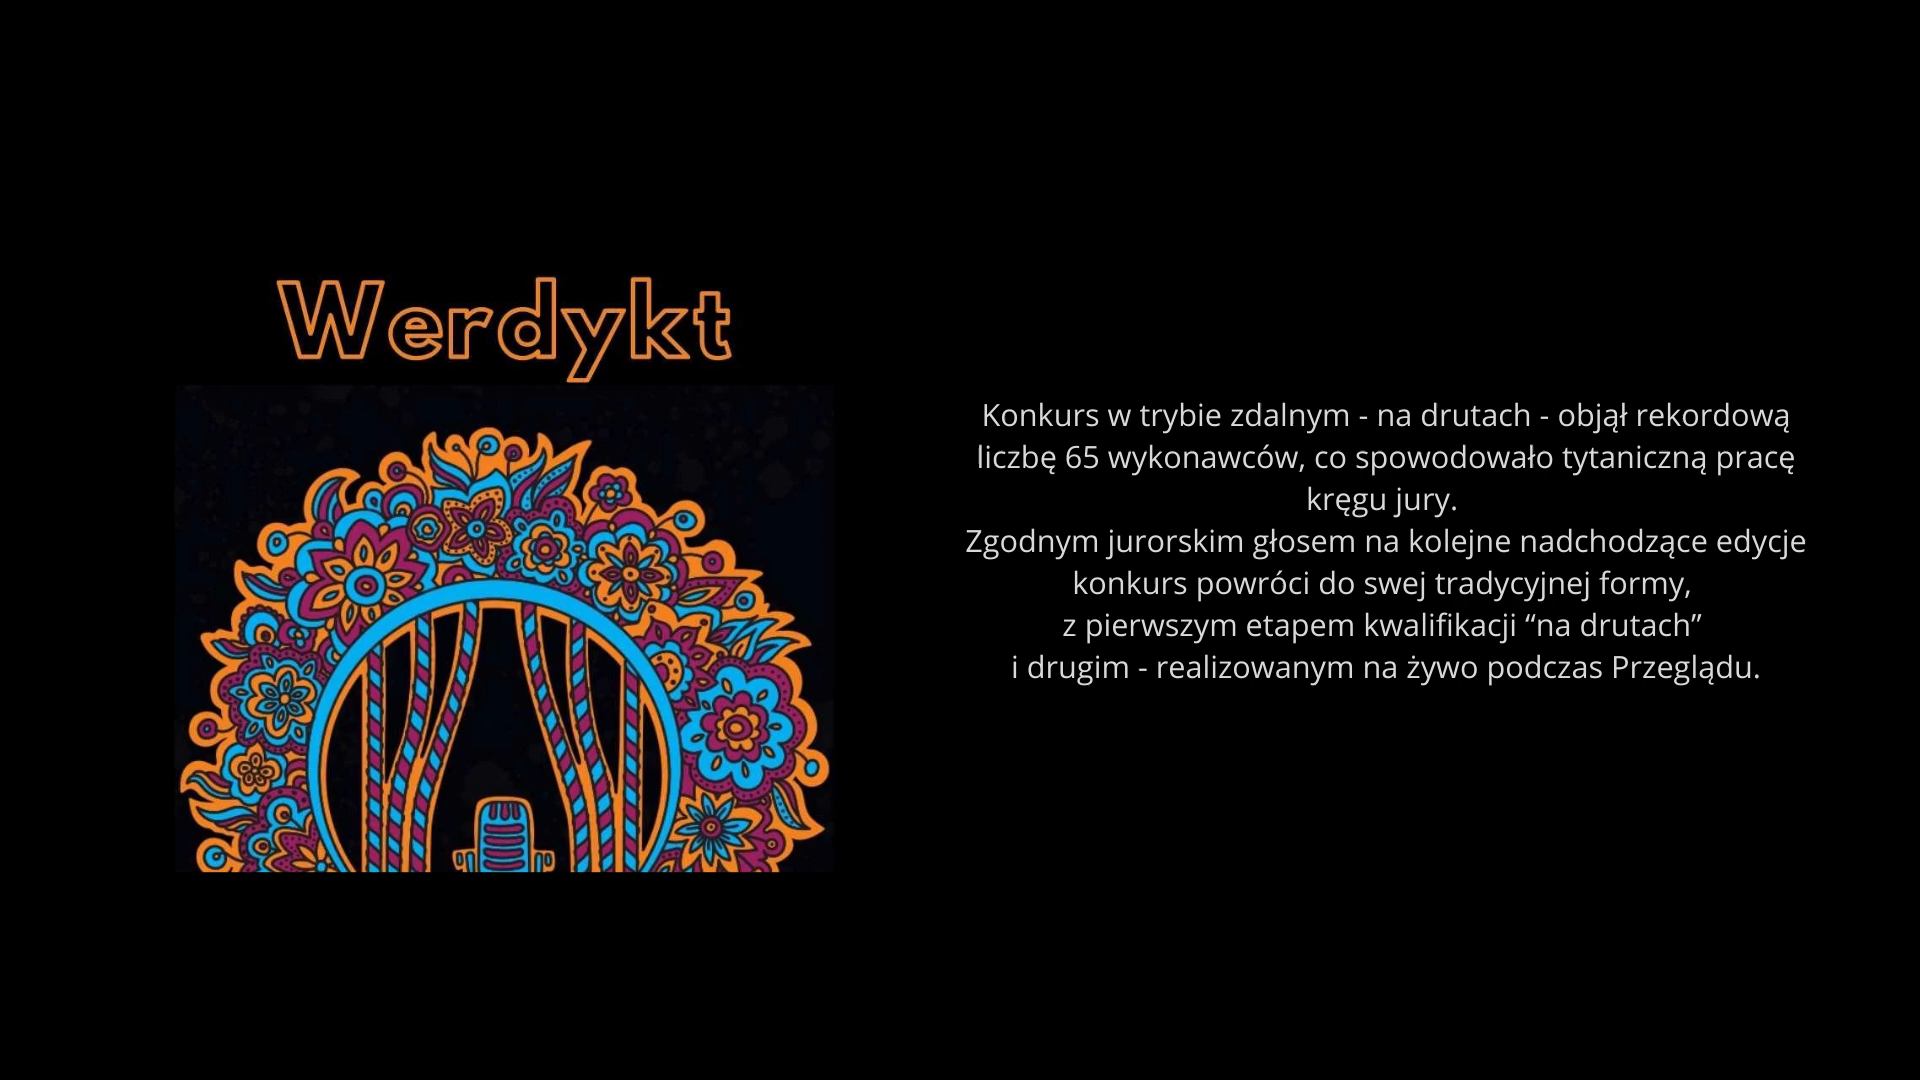 Werdykt
Konkurs w trybie zdalnym - na drutach - objął rekordową
liczbę 65 wykonawców, co spowodowało tytaniczną pracę
kręgu jury.
Zgodnym jurorskim głosem na kolejne nadchodzące edycje
konkurs powróci do swej tradycyjnej formy,
z pierwszym etapem kwalifikacji “na drutach”
i drugim - realizowanym na żywo podczas Przeglądu.